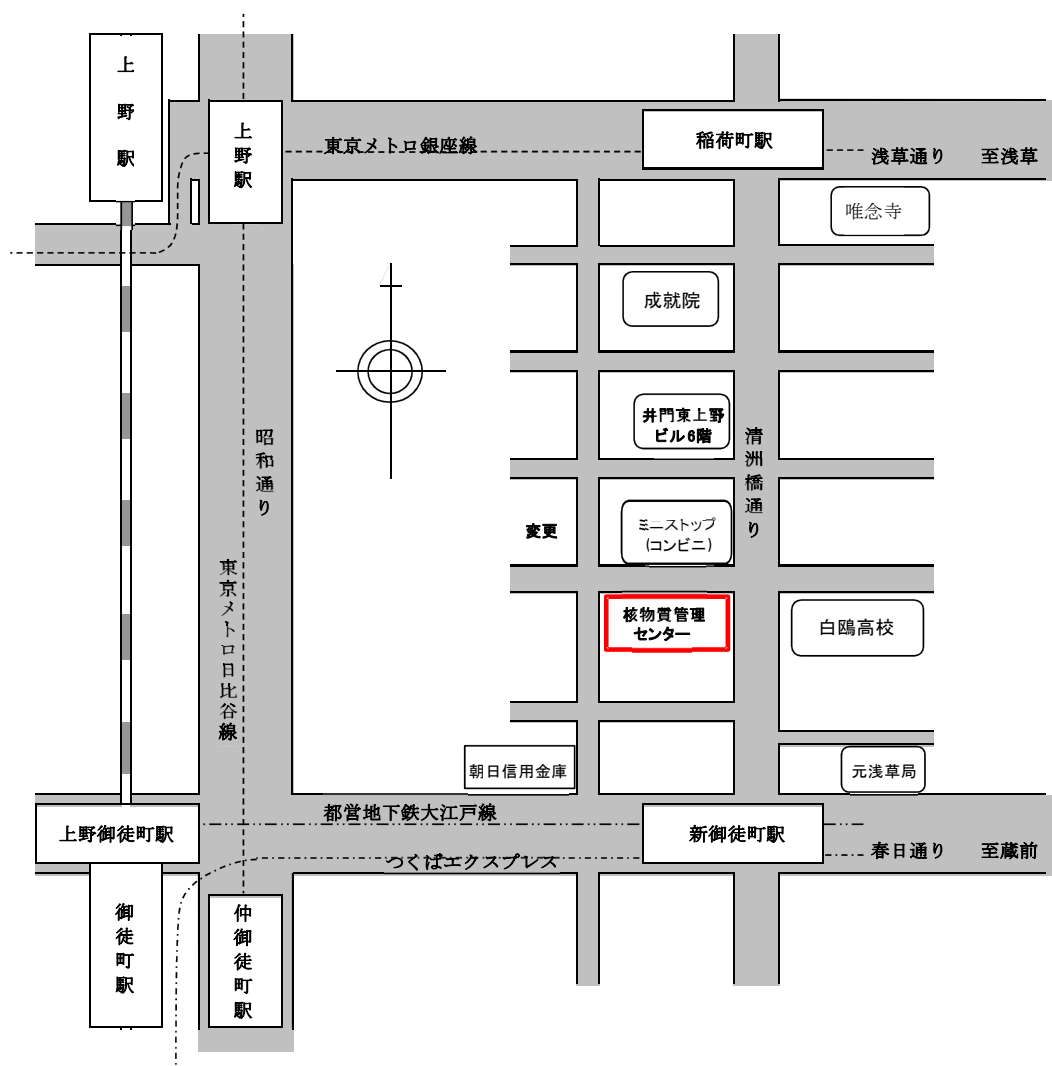 上野駅
上野駅
東京メトロ銀座線
稲荷町駅
浅草通り 至浅草
唯念寺
成就院
井門東上野
ビル6階
昭和通り
清洲橋通り
変更
ミニストップ
(コンビニ)
東京メトロ日比谷線
核物質管理
センター
白鴎高校
朝日信用金庫
元浅草局
都営地下鉄大江戸線
上野御徒町駅
新御徒町駅
春日通り 至蔵前
つくばエクスプレス
御徒町駅
仲御徒町駅